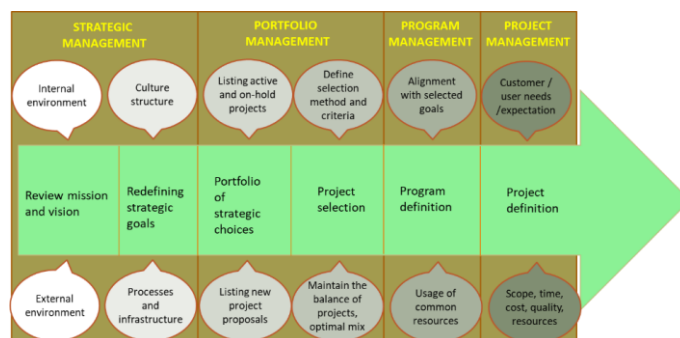 STRATEGIC
MANAGEMENT
PORTFOLIO
MANAGEMENT
PROGRAM
MANAGEMENT
PROJECT
MANAGEMENT
Internal
environment
Culture
structure
Listing active
and on-hold
projects
Define
selection
method and
criteria
Alignment
with selected
goals
Customer /
user needs
/expectation
Review mission
and vision
Redefining
strategic
goals
Portfolio
of
strategic
choices
Project
selection
Program
definition
Project
definition
External
environment
Processes
and
infrastructure
Listing new
project
proposals
Maintain the
balance of
projects,
optimal mix
Usage of
common
resources
Scope, time,
cost, quality,
resources